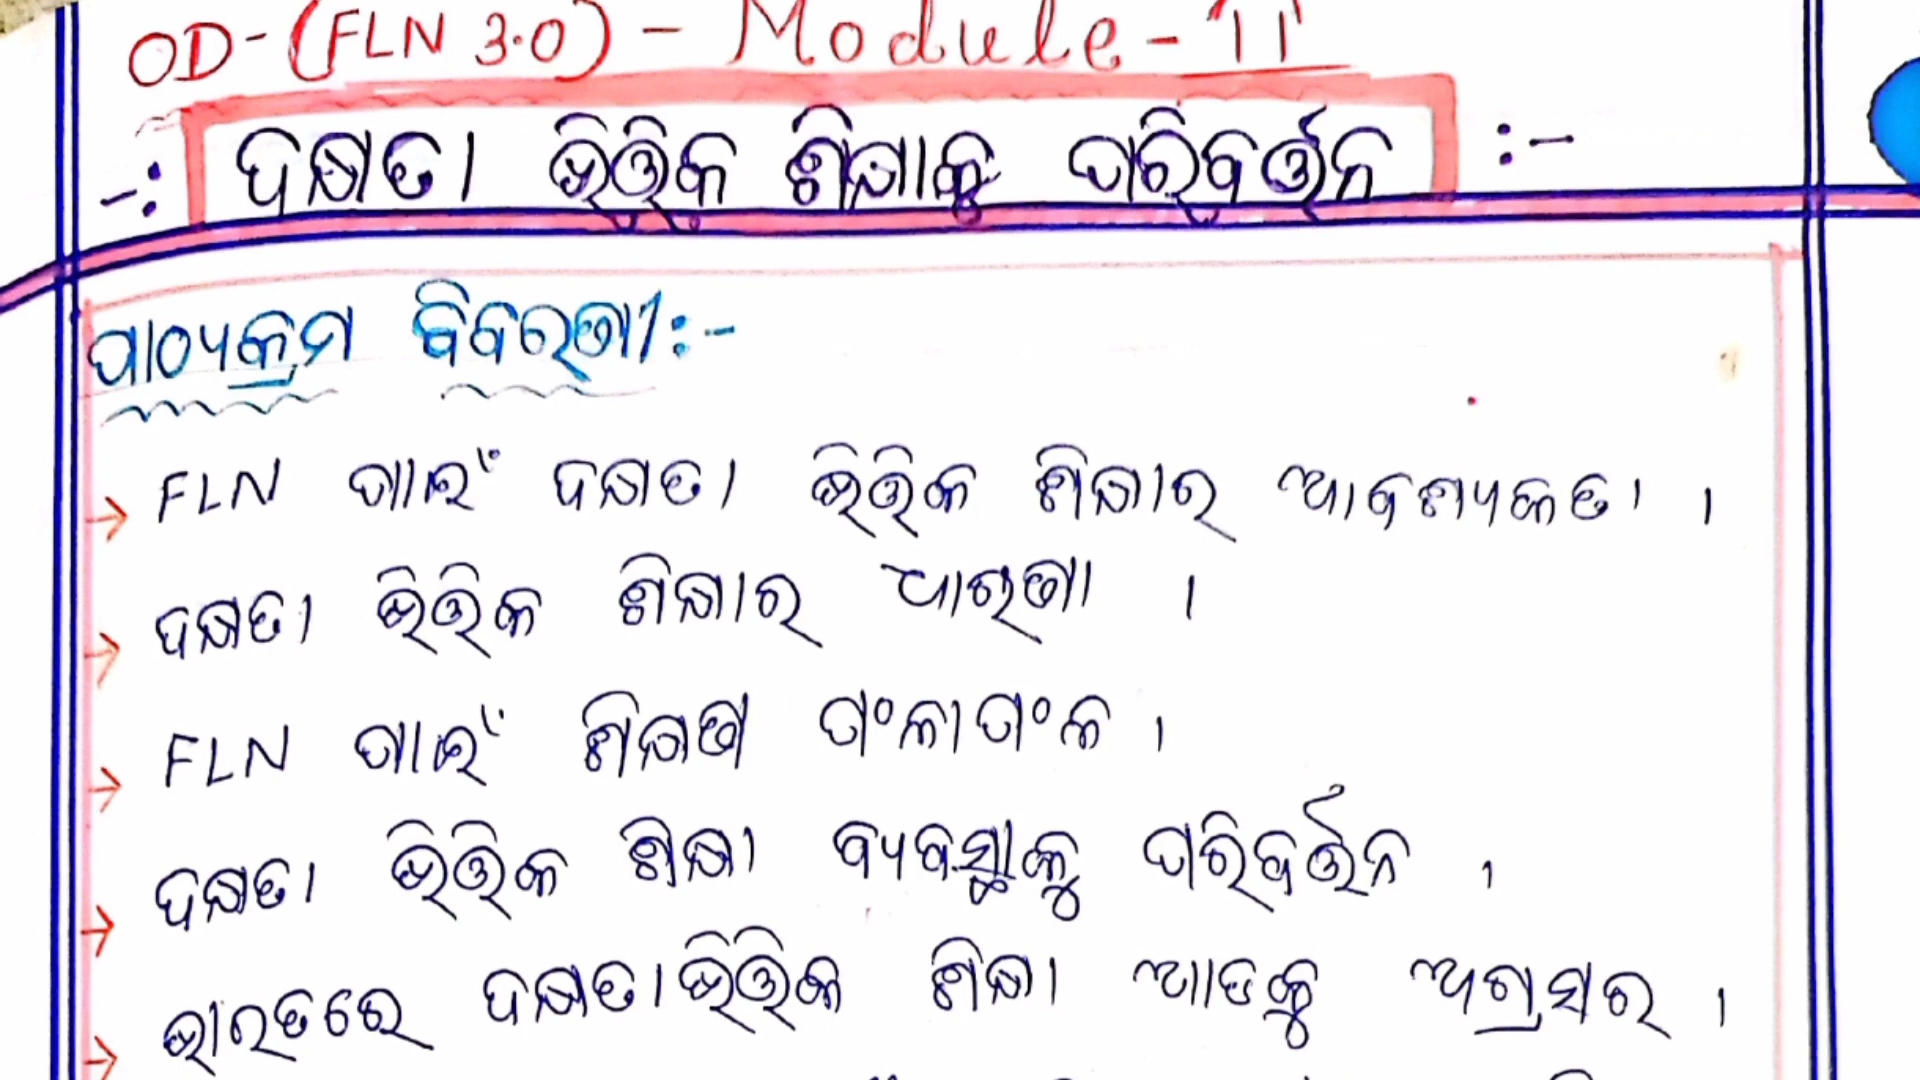 OD-(FLN 3.0) - Module - 11
-: ଦକ୍ଷତା ଭିତ୍ତିକ ଶିକ୍ଷାକୁ ପରିବର୍ତ୍ତନ :-
ପାଠ୍ୟକ୍ରମ ବିବରଣୀ:-
→ FLN ପାଇଁ ଦକ୍ଷତା ଭିତ୍ତିକ ଶିକ୍ଷାର ଆବଶ୍ୟକତା ।
→ ଦକ୍ଷତା ଭିତ୍ତିକ ଶିକ୍ଷାର ଧାରଣା ।
→ FLN ପାଇଁ ଶିକ୍ଷଣ ପଂଳାପଂଳ ।
→ ଦକ୍ଷତା ଭିତ୍ତିକ ଶିକ୍ଷା ବ୍ୟବସ୍ଥାକୁ ପରିବର୍ତ୍ତନ ।
→ ଭାରତରେ ଦକ୍ଷତାଭିତ୍ତିକ ଶିକ୍ଷା ଆଡକୁ ଅଗ୍ରସର ।